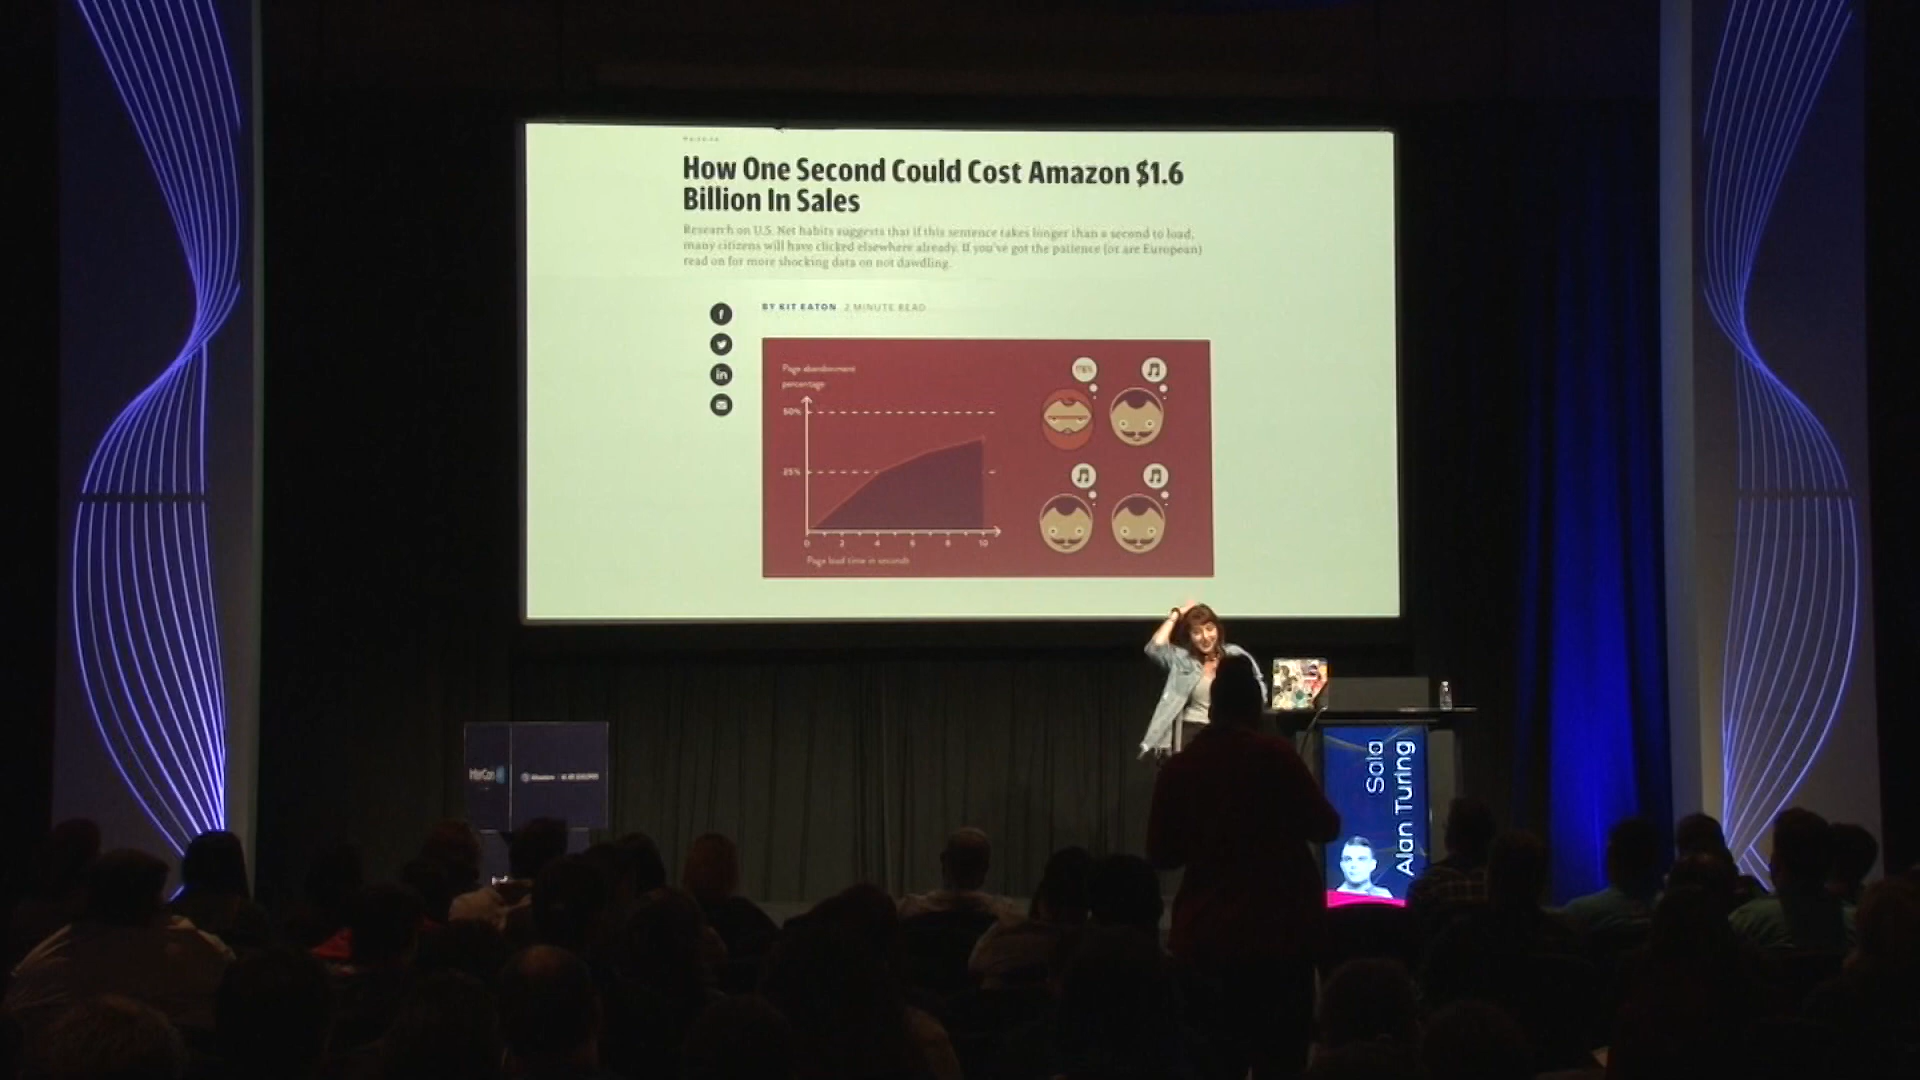 How One Second Could Cost Amazon $1.6
Billion In Sales
Research on U.S. Net habits suggests that if this sentence takes longer than a second to load,
many citizens will have clicked elsewhere already. If you've got the patience (or are European)
read on for more shocking data on not dawdling.
BY KIT EATON 2 MINUTE READ
Page abandonment
percentage
50%
25%
0 2 4 6 8 10
Page load time in seconds
InterCon
Sala
Alan Turing